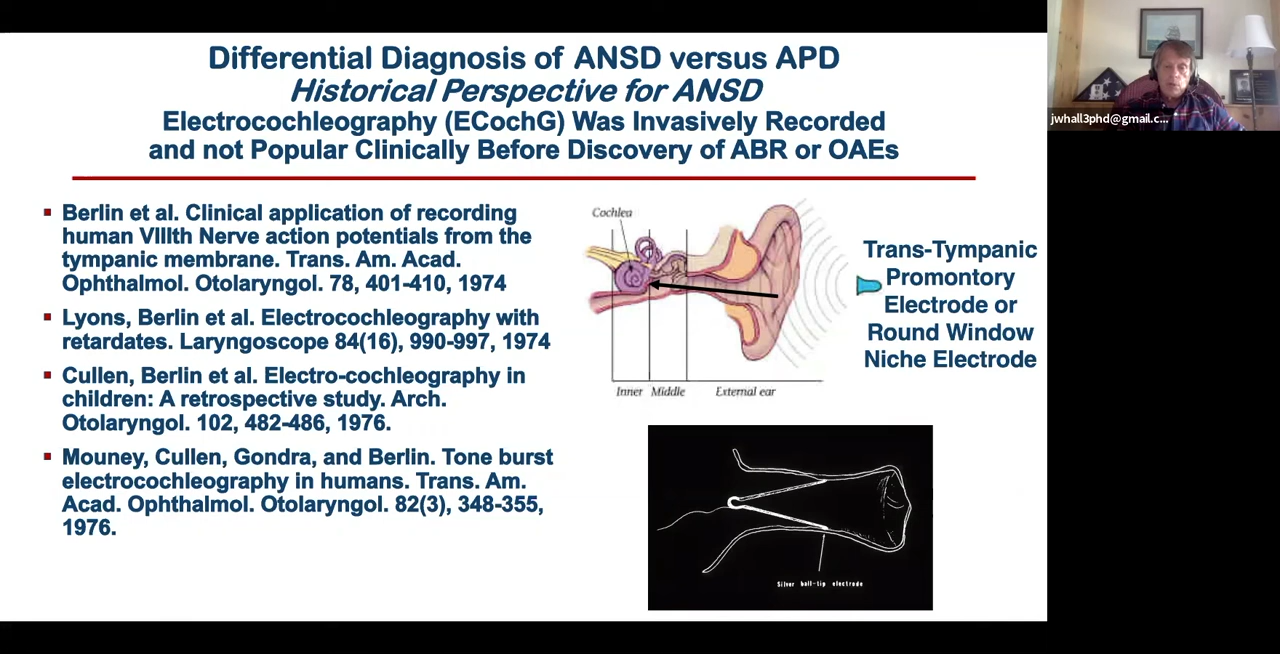 Differential Diagnosis of ANSD versus APD
Historical Perspective for ANSD
Electrocochleography (ECochG) Was Invasively Recorded
and not Popular Clinically Before Discovery of ABR or OAEs
Berlin et al. Clinical application of recording
human VIIIth Nerve action potentials from the
tympanic membrane. Trans. Am. Acad.
Ophthalmol. Otolaryngol. 78, 401-410, 1974
Lyons, Berlin et al. Electrocochleography with
retardates. Laryngoscope 84(16), 990-997, 1974
Cullen, Berlin et al. Electro-cochleography in
children: A retrospective study. Arch.
Otolaryngol. 102, 482-486, 1976.
Mouney, Cullen, Gondra, and Berlin. Tone burst
electrocochleography in humans. Trans. Am.
Acad. Ophthalmol. Otolaryngol. 82(3), 348-355,
1976.
Cochlea
Inner Middle External ear
Trans-Tympanic
Promontory
Electrode or
Round Window
Niche Electrode
Silver ball-tip electrode
jwhall3phd@gmail.c...